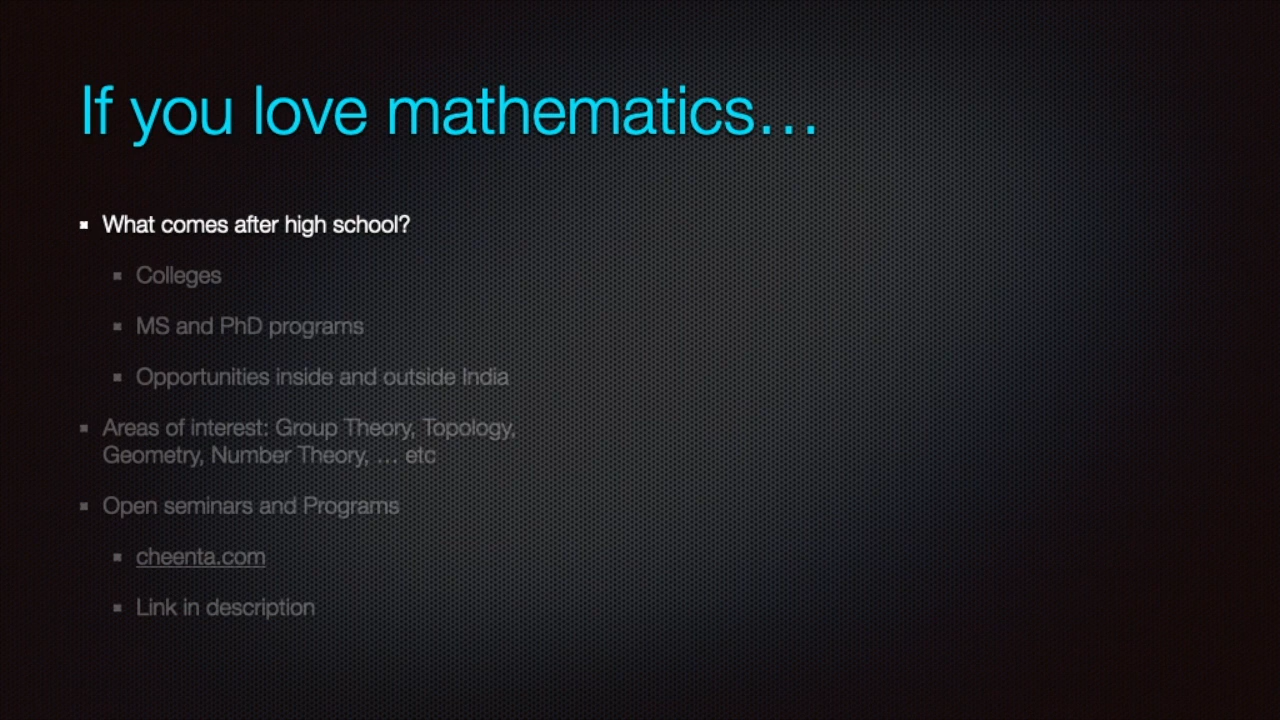 If you love mathematics…
What comes after high school?
Colleges
MS and PhD programs
Opportunities inside and outside India
Areas of interest: Group Theory, Topology,
Geometry, Number Theory, … etc
Open seminars and Programs
cheenta.com
Link in description